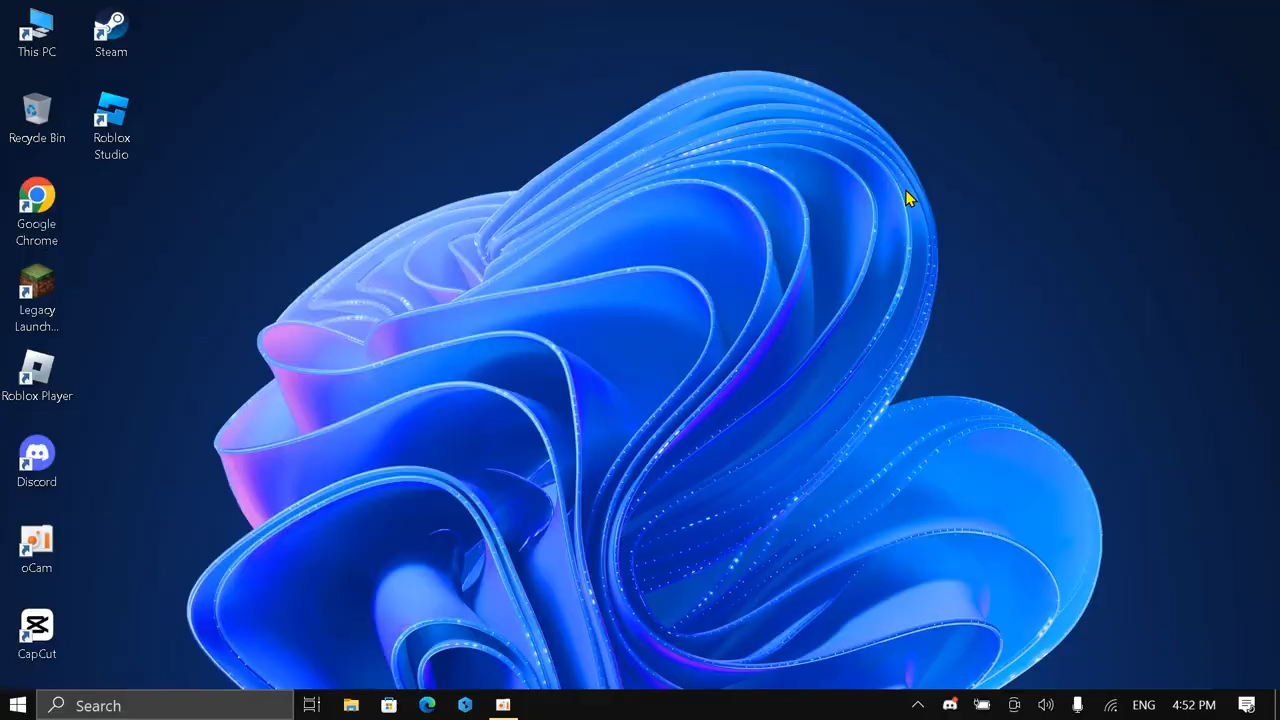 This PC
Steam
Recycle Bin
Roblox
Studio
Google
Chrome
Legacy
Launch...
Roblox Player
Discord
oCam
CapCut
Search
ENG
4:52 PM